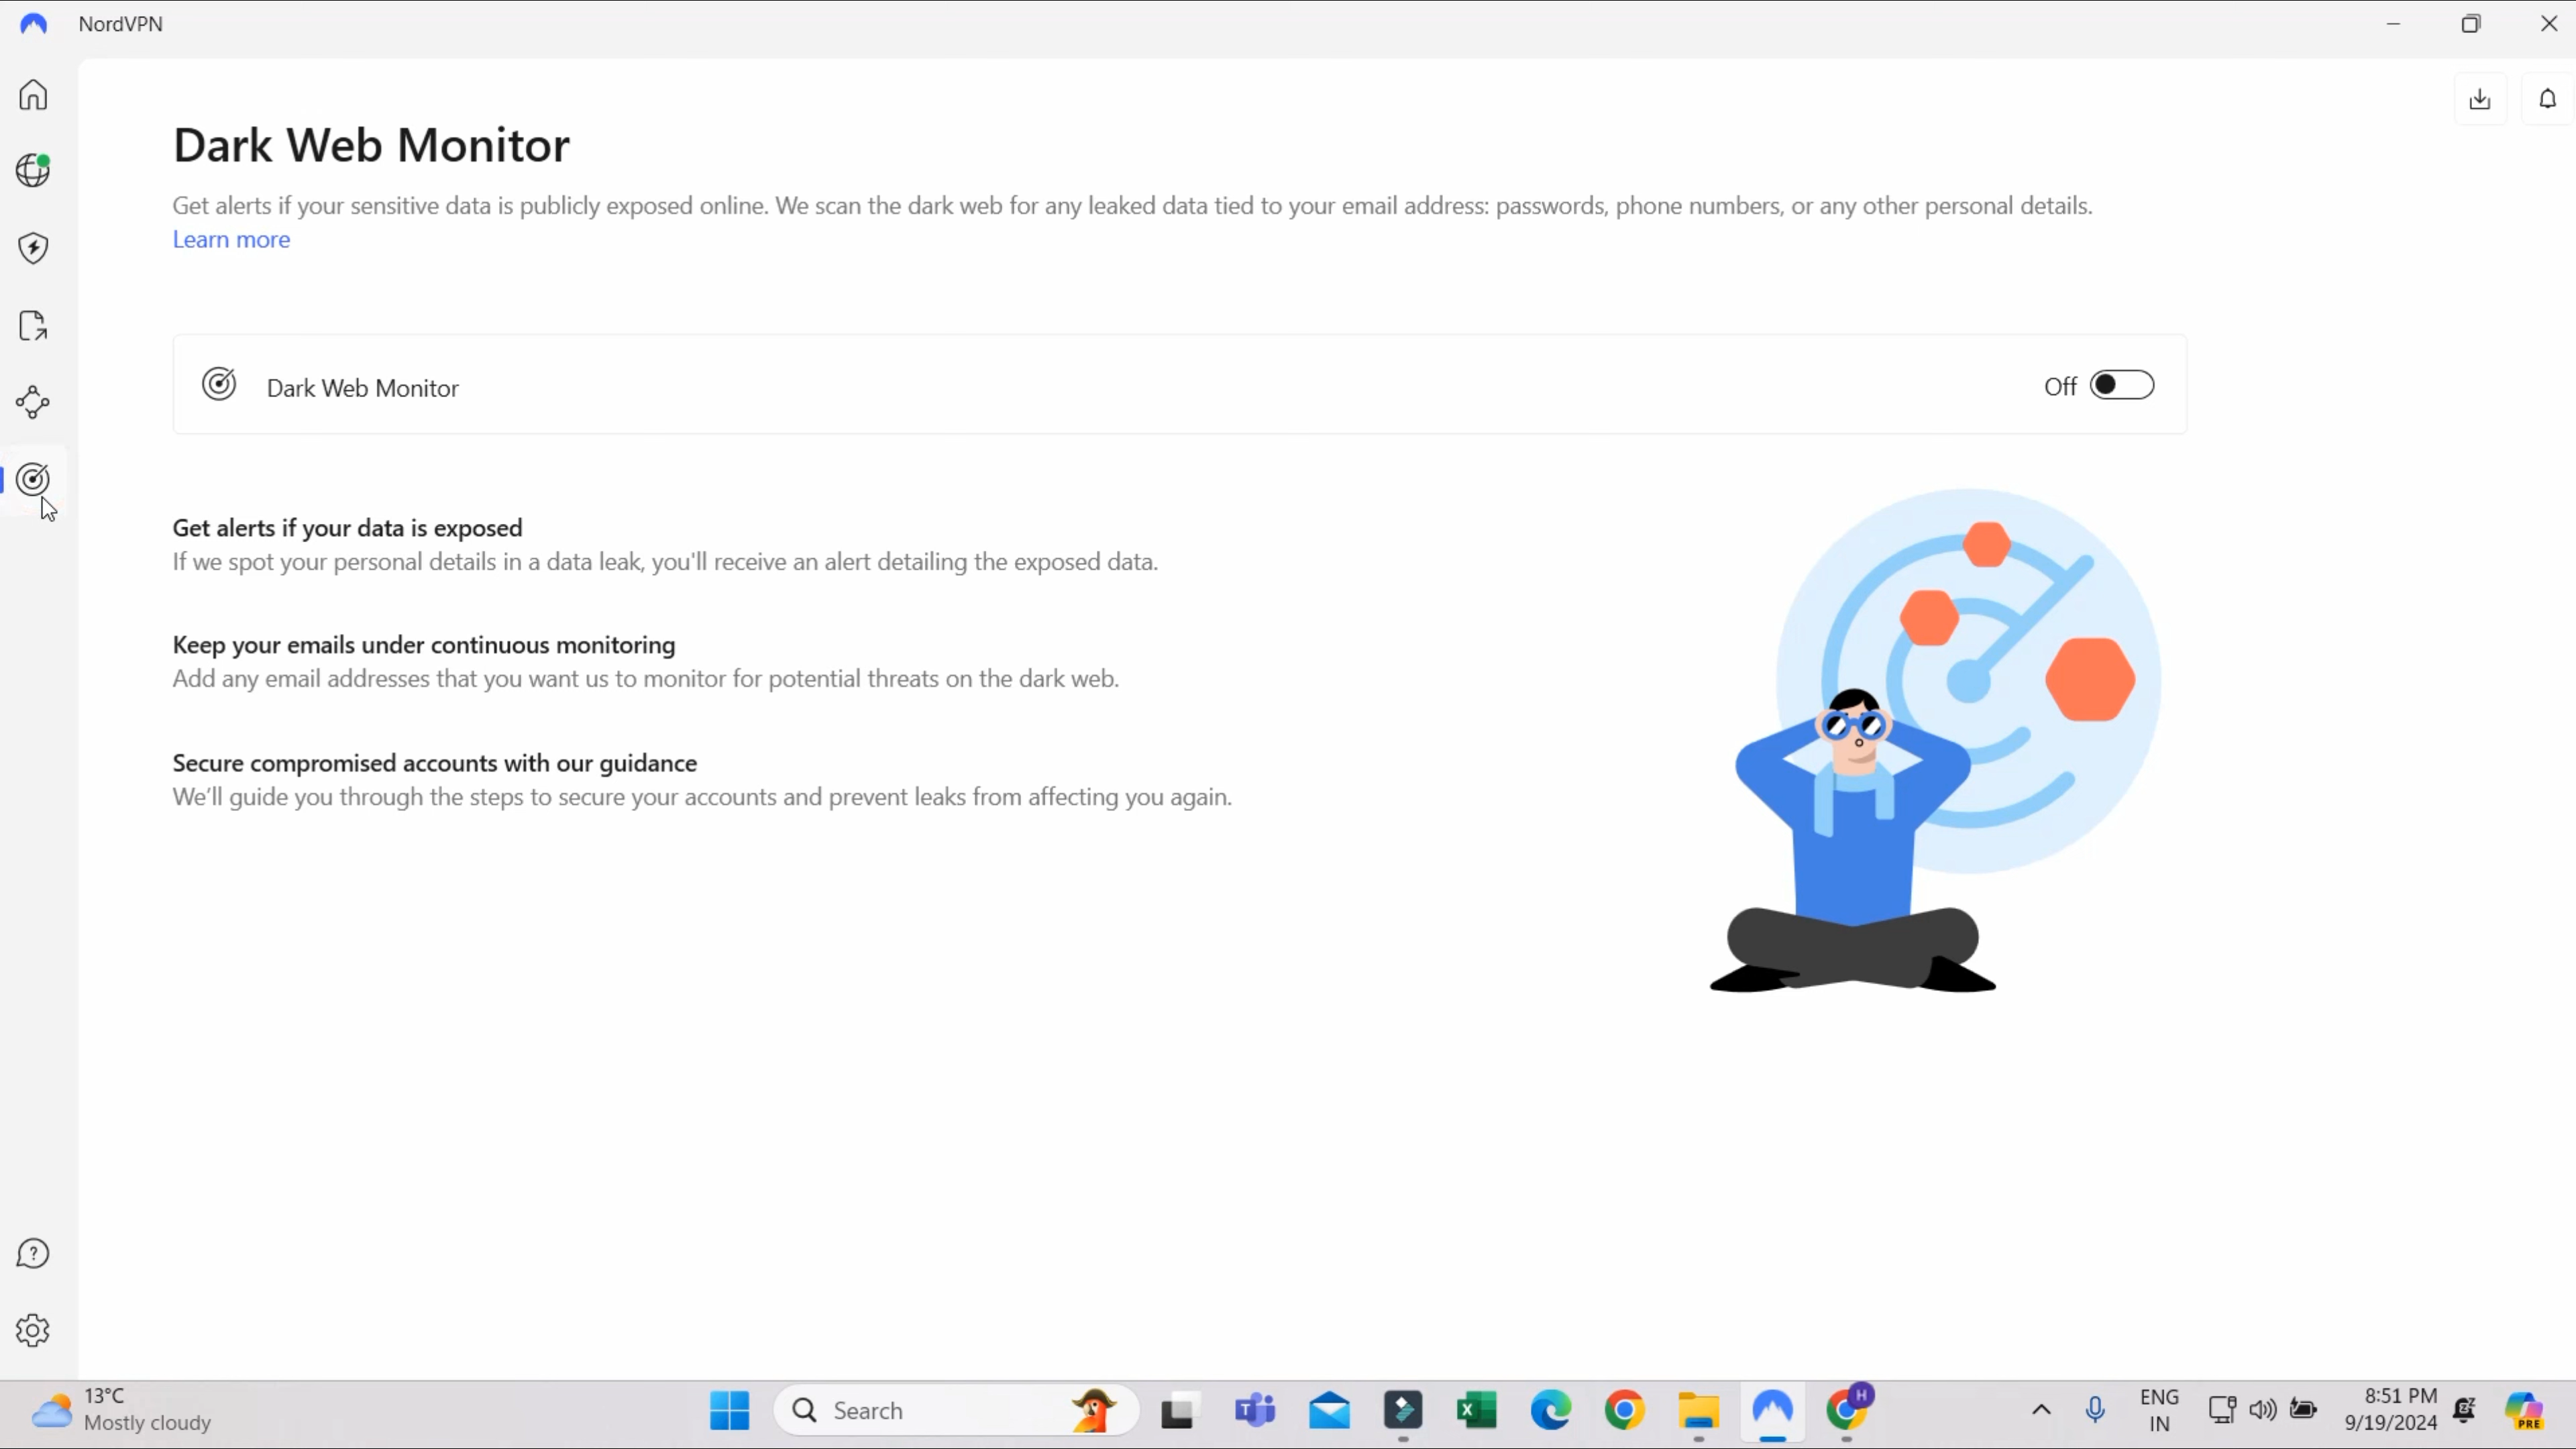 NordVPN
Dark Web Monitor
Get alerts if your sensitive data is publicly exposed online. We scan the dark web for any leaked data tied to your email address: passwords, phone numbers, or any other personal details.
Learn more
Dark Web Monitor
Off
Get alerts if your data is exposed
If we spot your personal details in a data leak, you'll receive an alert detailing the exposed data.
Keep your emails under continuous monitoring
Add any email addresses that you want us to monitor for potential threats on the dark web.
Secure compromised accounts with our guidance
We'll guide you through the steps to secure your accounts and prevent leaks from affecting you again.
13°C
Mostly cloudy
Search
T
X
H
ENG
IN
8:51 PM
9/19/2024
PRE